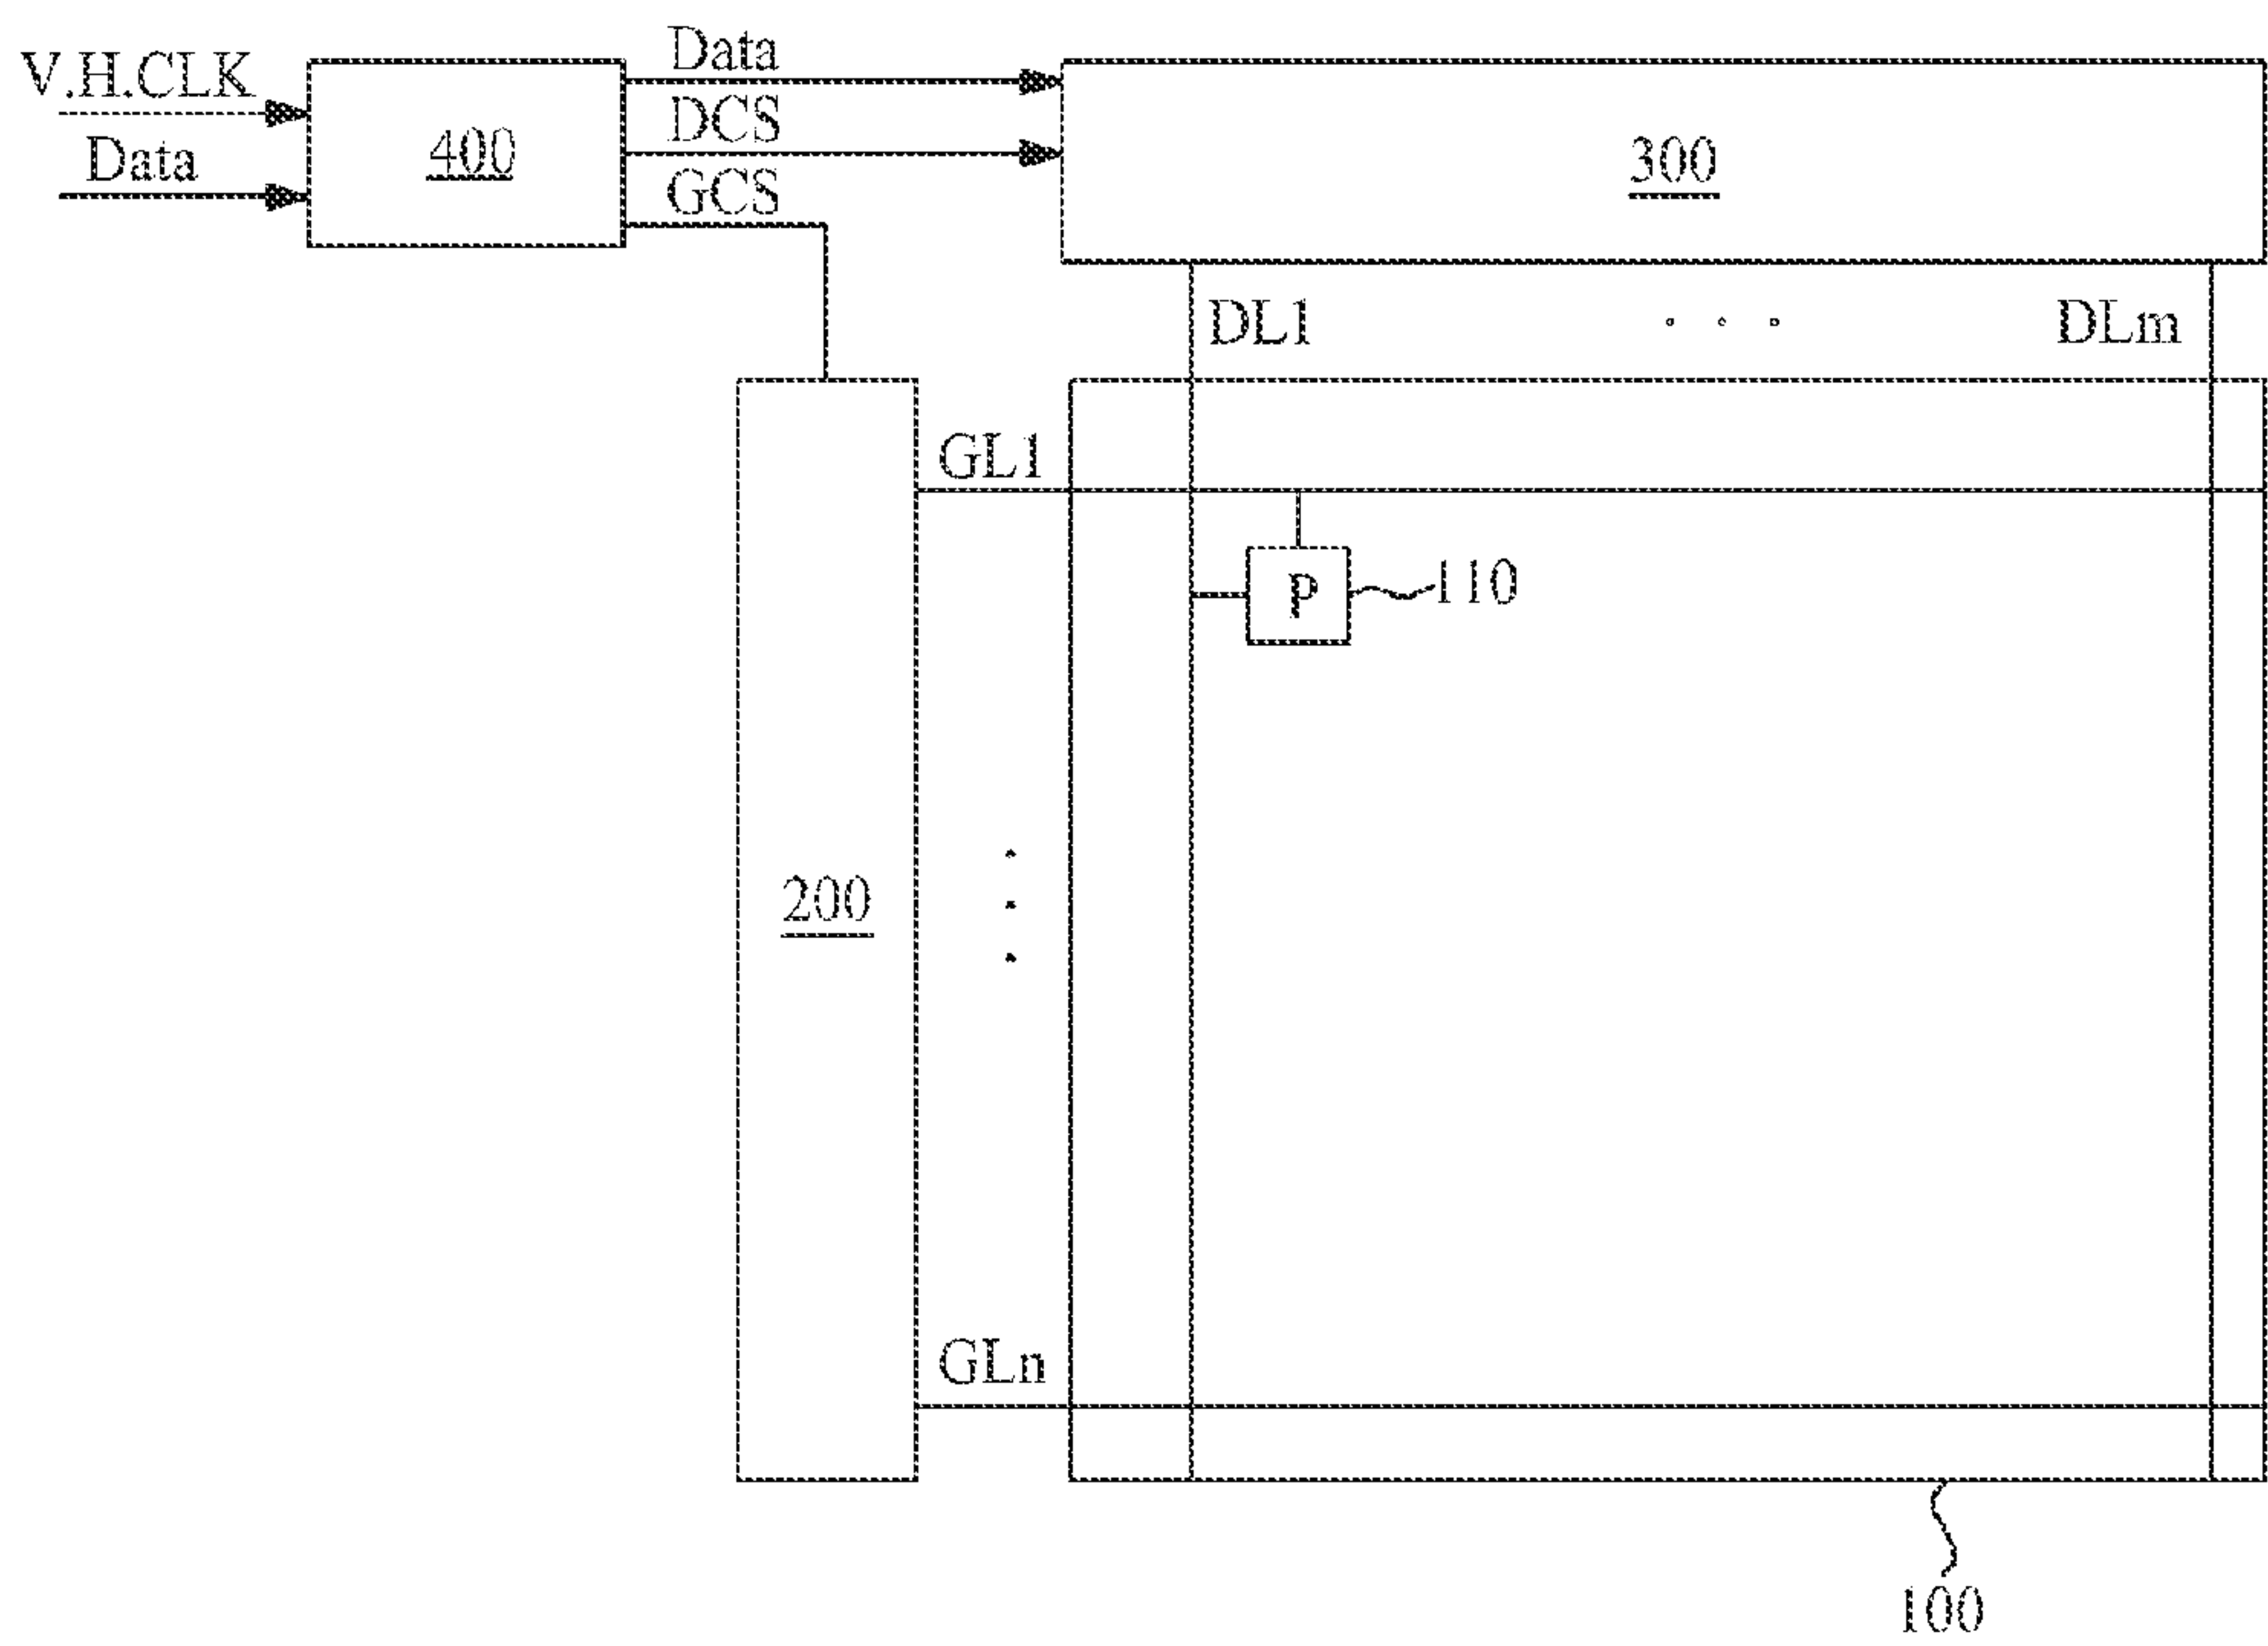 V.H.CLK
Data
400
Data
DCS
GCS
300
DL1
DLm
GL1
P
110
200
GLn
100